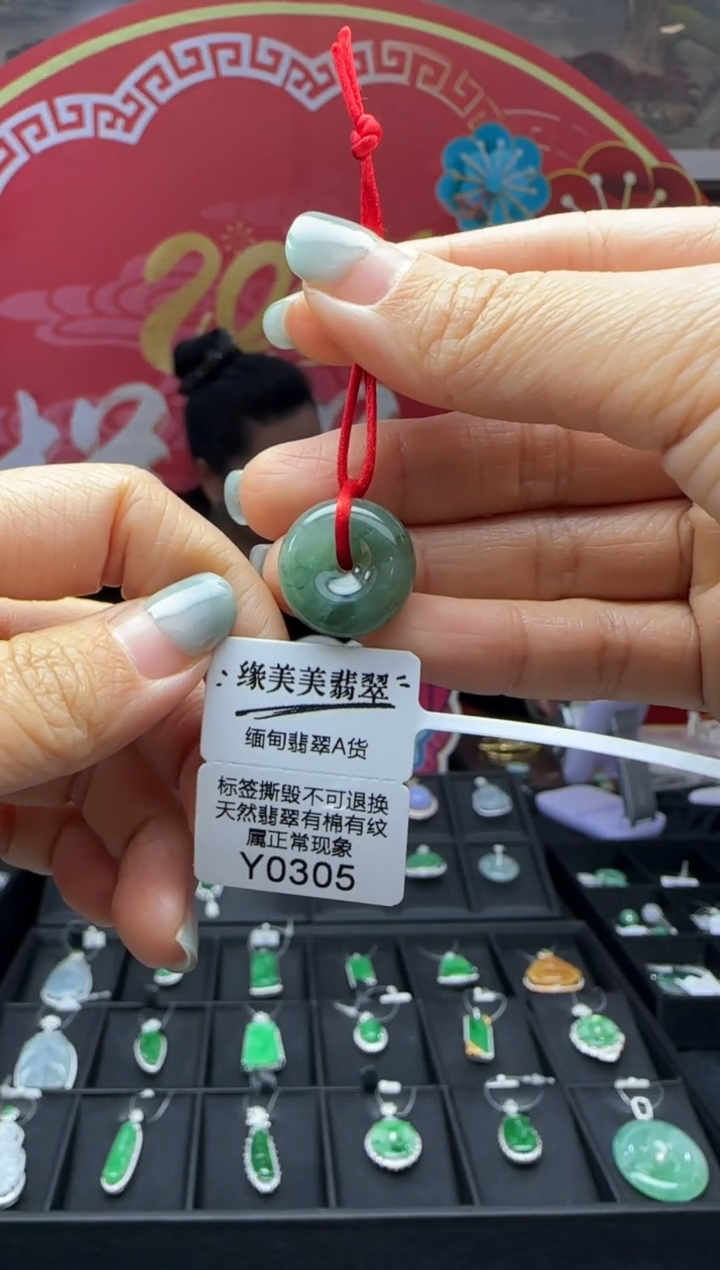 缘美美翡翠
缅甸翡翠A货
标签撕毁不可退换
天然翡翠有棉有纹
属正常现象
Y0305